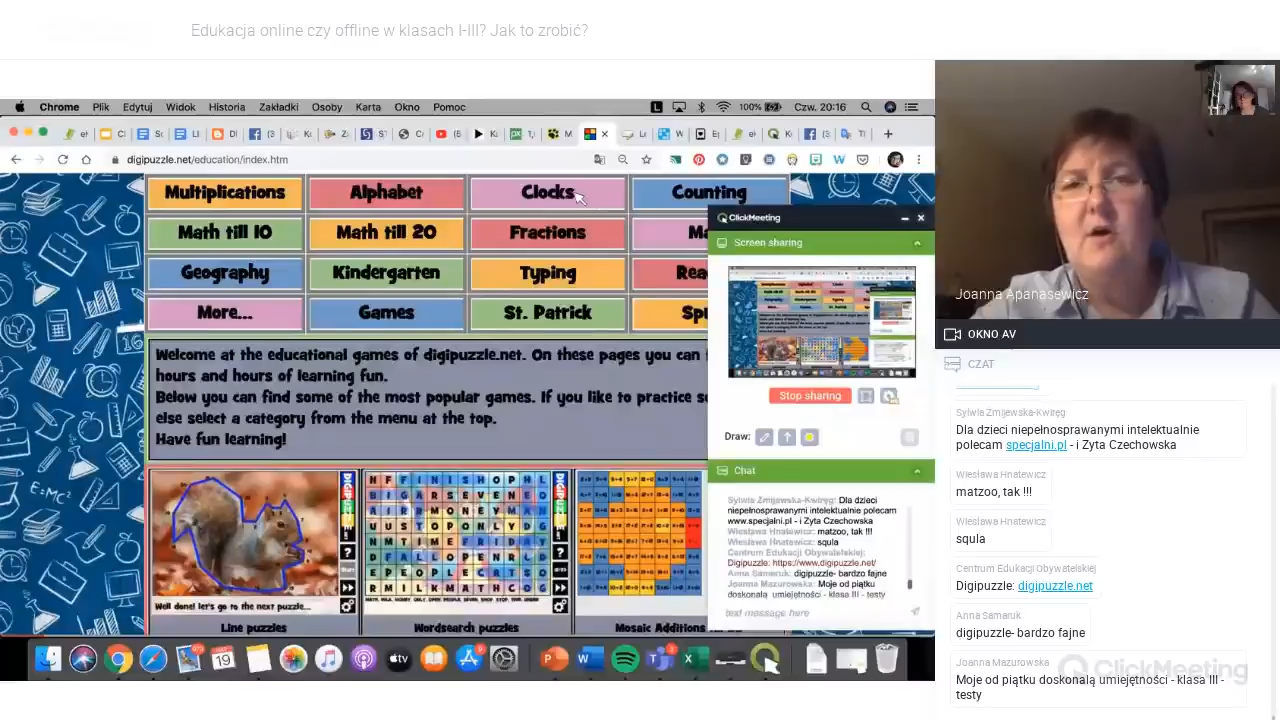 Edukacja online czy offline w klasach I-III? Jak to zrobić?
Chrome Plik Edytuj Widok Historia Zakładki Osoby Karta Okno Pomoc
100% Czw. 20:16
digipuzzle.net/education/index.htm
Multiplications Alphabet Clocks Counting
Math till 10 Math till 20 Fractions
Geography Kindergarten Typing
More... Games St. Patrick
Welcome at the educational games of digipuzzle.net. On these pages you can
hours and hours of learning fun.
Below you can find some of the most popular games. If you like to practice
else select a category from the menu at the top.
Have fun learning!
Well done! let's go to the next puzzle...
Line puzzles Wordsearch puzzles Mosaic Additions
ClickMeeting
Screen sharing
Stop sharing
Draw:
Chat
Sylwia Żmijewska-Kwiręg: Dla dzieci
niepełnosprawanymi intelektualnie polecam
www.specjalni.pl - i Zyta Czechowska
Wiesława Hnatewicz: matzoo, tak !!!
Wiesława Hnatewicz: squla
Centrum Edukacji Obywatelskiej:
Digipuzzle: https://www.digipuzzle.net/
Anna Samaruk: digipuzzle- bardzo fajne
Joanna Mazurowska: Moje od piątku
doskonalą umiejętności - klasa III - testy
text message here
Joanna Apanasewicz
OKNO AV
CZAT
Sylwia Żmijewska-Kwiręg
Dla dzieci niepełnosprawanymi intelektualnie
polecam specjalni.pl - i Zyta Czechowska
Wiesława Hnatewicz
matzoo, tak !!!
Wiesława Hnatewicz
squla
Centrum Edukacji Obywatelskiej
Digipuzzle: digipuzzle.net
Anna Samaruk
digipuzzle- bardzo fajne
Joanna Mazurowska
Moje od piątku doskonalą umiejętności - klasa III -
testy
ClickMeeting